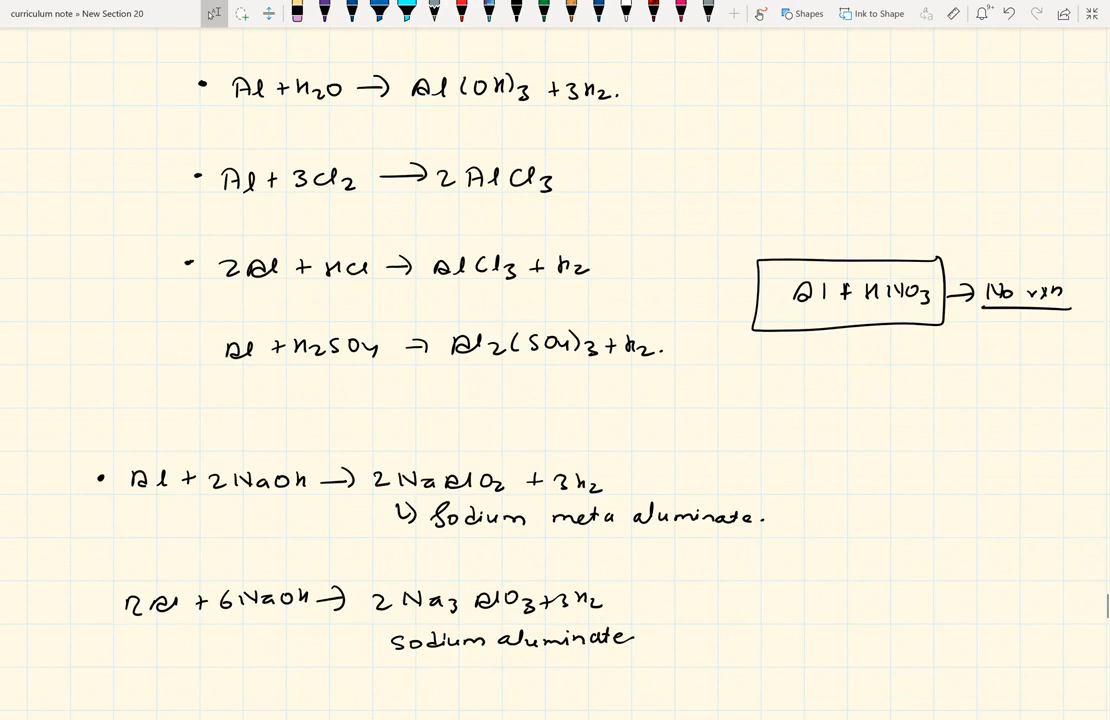 curriculum note » New Section 20
Shapes
Ink to Shape
9+
• Al + H2O → Al(OH)3 + 3H2.
• Al + 3Cl2 → 2AlCl3
• 2Al + HCl → AlCl3 + H2
Al + HNO3 → No rxn
Al + H2SO4 → Al2(SO4)3 + H2.
• Al + 2NaOH → 2NaAlO2 + 3H2
↳ Sodium meta aluminate.
2Al + 6NaOH → 2Na3AlO3 + 3H2
Sodium aluminate